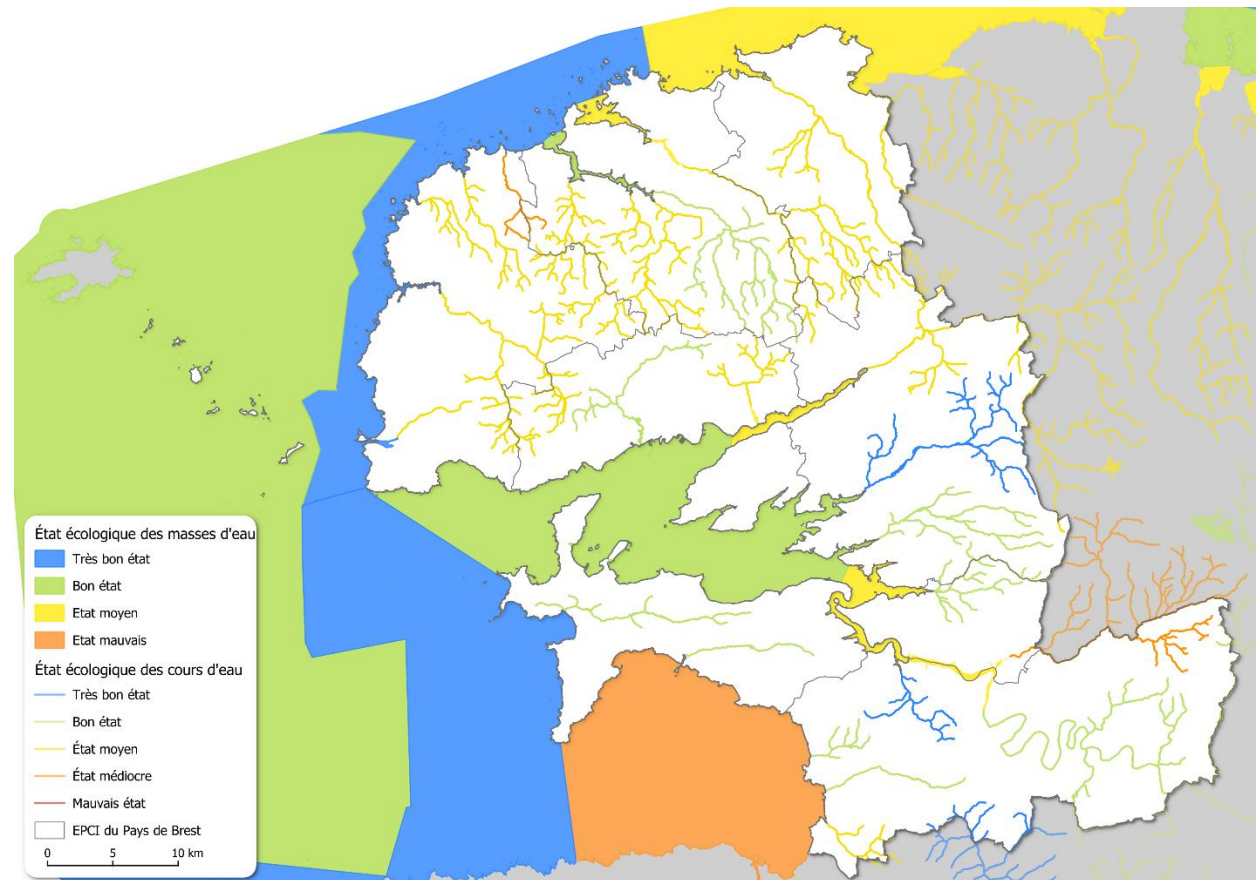 État écologique des masses d'eau
Très bon état
Bon état
Etat moyen
Etat mauvais
État écologique des cours d'eau
Très bon état
Bon état
État moyen
État médiocre
Mauvais état
EPCI du Pays de Brest
0 5 10 km